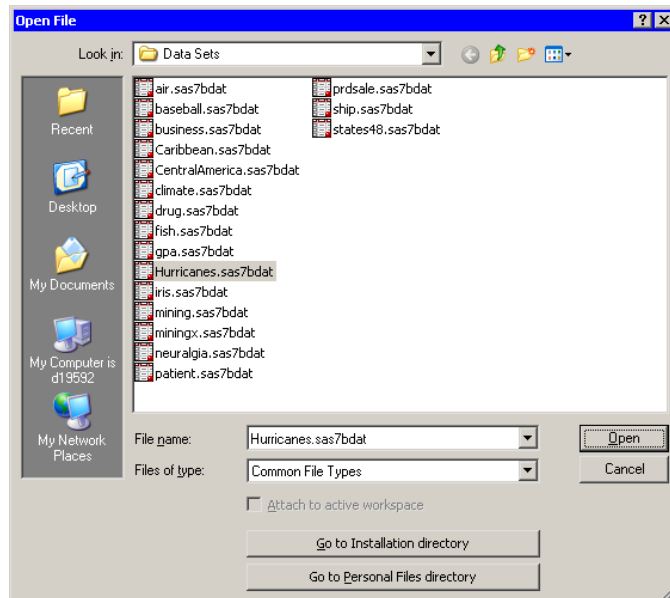 Open File
Look in:
Data Sets
Recent
Desktop
My Documents
My Computer is
d19592
My Network
Places
air.sas7bdat
baseball.sas7bdat
business.sas7bdat
Caribbean.sas7bdat
CentralAmerica.sas7bdat
climate.sas7bdat
drug.sas7bdat
fish.sas7bdat
gpa.sas7bdat
Hurricanes.sas7bdat
iris.sas7bdat
mining.sas7bdat
miningx.sas7bdat
neuralgia.sas7bdat
patient.sas7bdat
prdsale.sas7bdat
ship.sas7bdat
states48.sas7bdat
File name:
Hurricanes.sas7bdat
Open
Files of type:
Common File Types
Cancel
Attach to active workspace
Go to Installation directory
Go to Personal Files directory